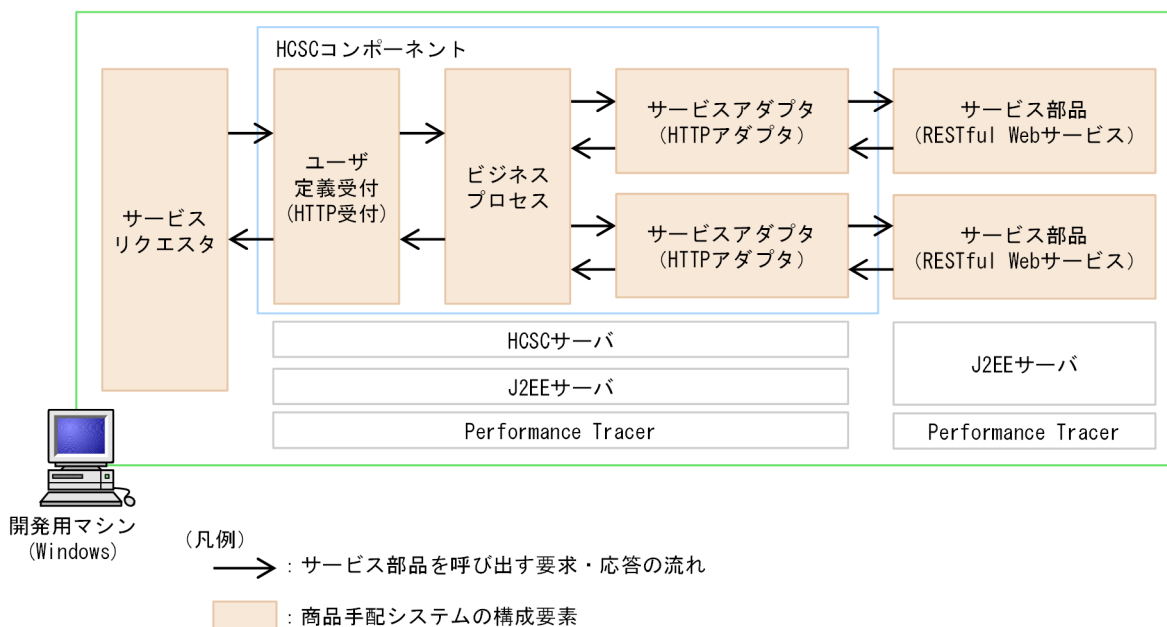 HCSCコンポーネント
サービス
リクエスタ
ユーザ
定義受付
(HTTP受付)
ビジネス
プロセス
サービスアダプタ
(HTTPアダプタ)
サービス部品
(RESTful Webサービス)
サービスアダプタ
(HTTPアダプタ)
サービス部品
(RESTful Webサービス)
HCSCサーバ
J2EEサーバ
Performance Tracer
J2EEサーバ
Performance Tracer
開発用マシン
(Windows)
(凡例)
：サービス部品を呼び出す要求・応答の流れ
：商品手配システムの構成要素